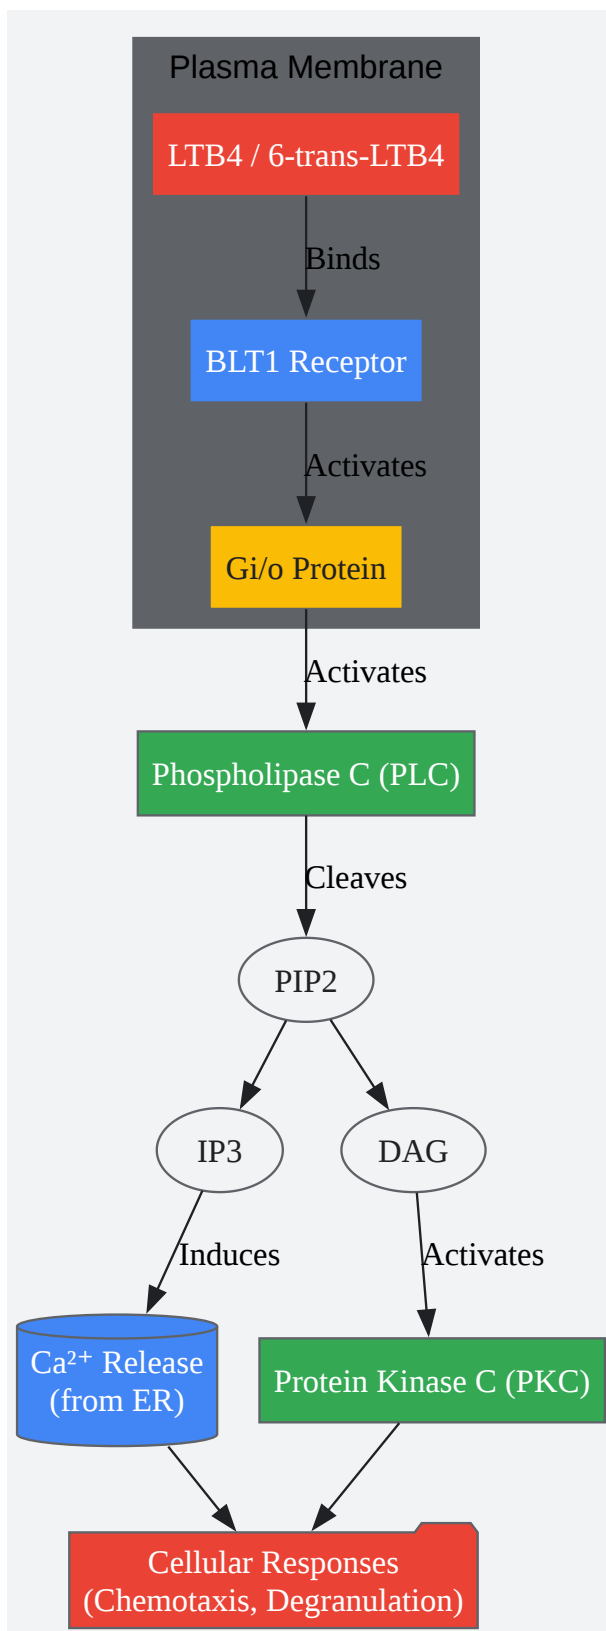 Plasma Membrane
LTB4 / 6-trans-LTB4
Binds
BLT1 Receptor
Activates
Gi/o Protein
Activates
Phospholipase C (PLC)
Cleaves
PIP2
IP3
DAG
Induces
Activates
Ca²⁺ Release
(from ER)
Protein Kinase C (PKC)
Cellular Responses
(Chemotaxis, Degranulation)